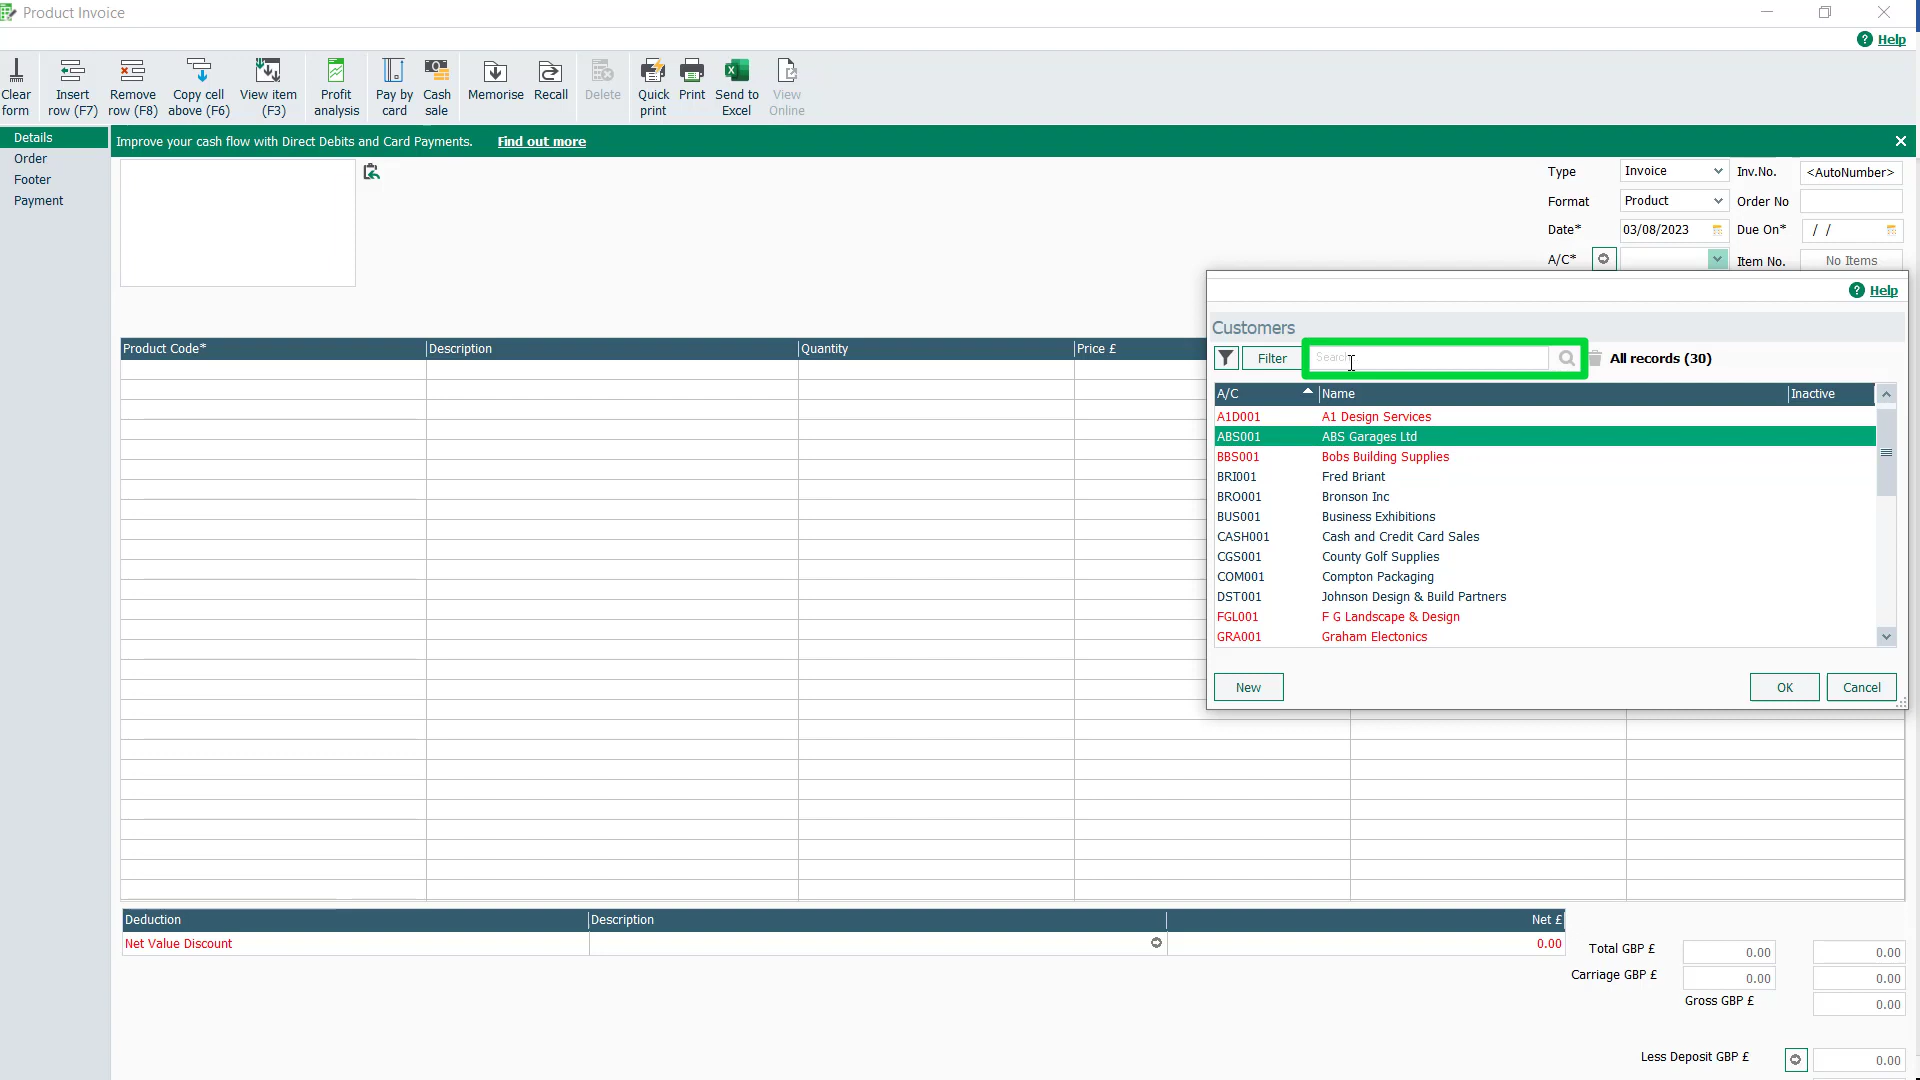 Product Invoice
Help
Clear form
Insert row (F7)
Remove row (F8)
Copy cell above (F6)
View item (F3)
Profit analysis
Pay by card
Cash sale
Memorise
Recall
Delete
Quick print
Print
Send to Excel
View Online
Details
Order
Footer
Payment
Improve your cash flow with Direct Debits and Card Payments. Find out more
Type Invoice Inv.No. <AutoNumber>
Format Product Order No
Date* 03/08/2023 Due On* / /
A/C* Item No. No Items
Product Code* Description Quantity Price £
Help
Customers
Filter Search All records (30)
A/C Name Inactive
A1D001 A1 Design Services
ABS001 ABS Garages Ltd
BBS001 Bobs Building Supplies
BRI001 Fred Briant
BRO001 Bronson Inc
BUS001 Business Exhibitions
CASH001 Cash and Credit Card Sales
CGS001 County Golf Supplies
COM001 Compton Packaging
DST001 Johnson Design & Build Partners
FGL001 F G Landscape & Design
GRA001 Graham Electonics
New OK Cancel
Deduction Description Net £
Net Value Discount 0.00
Total GBP £ 0.00 0.00
Carriage GBP £ 0.00 0.00
Gross GBP £ 0.00
Less Deposit GBP £ 0.00